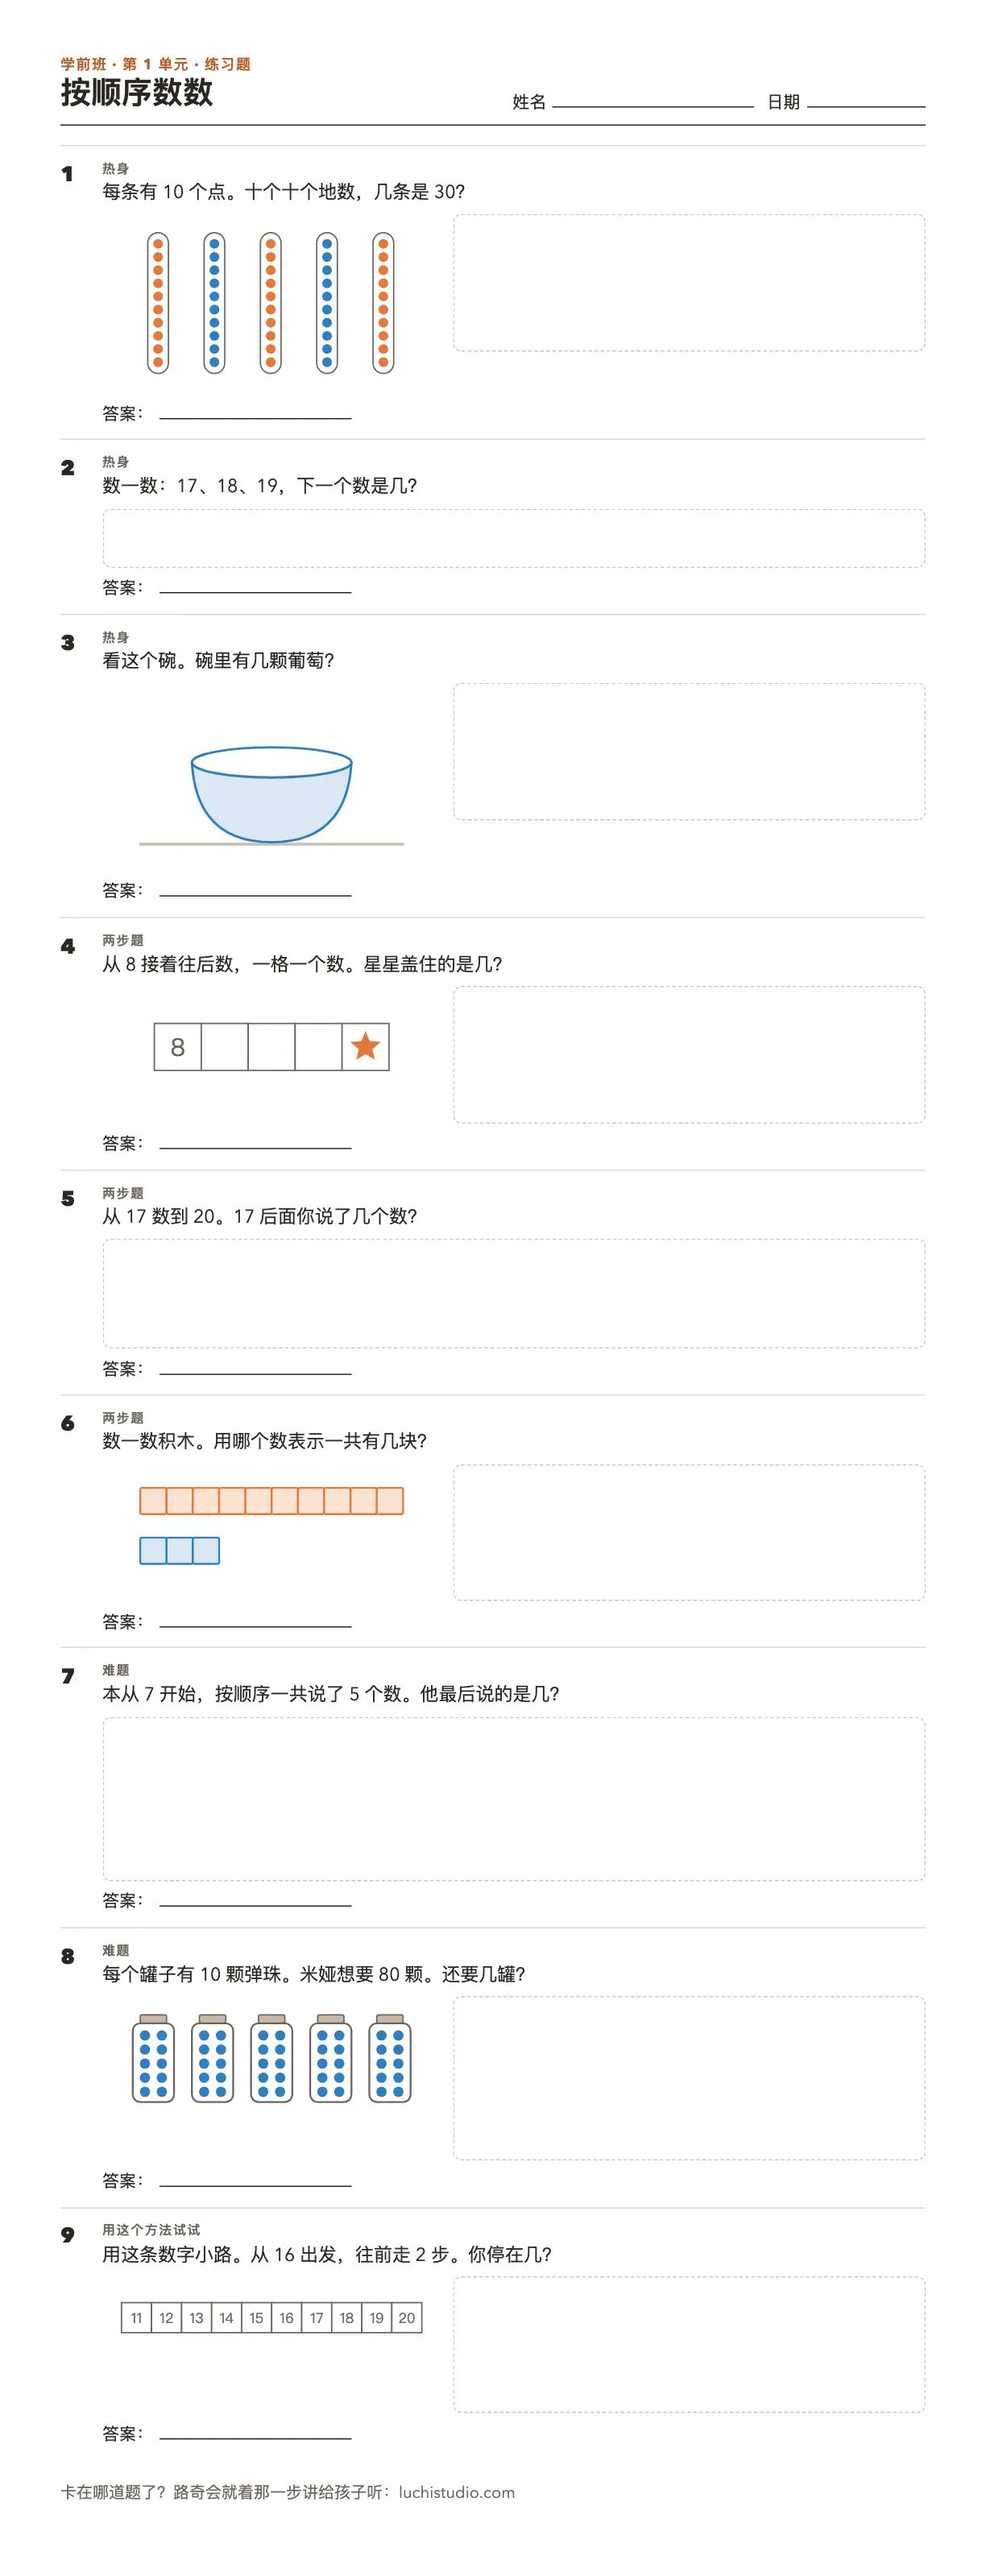 学前班·第 1 单元·练习题
按顺序数数
姓名 日期
1 热身
每条有 10 个点。十个十个地数，几条是 30？
答案：
2 热身
数一数：17、18、19，下一个数是几？
答案：
3 热身
看这个碗。碗里有几颗葡萄？
答案：
4 两步题
从 8 接着往后数，一格一个数。星星盖住的是几？
8
答案：
5 两步题
从 17 数到 20。17 后面你说了几个数？
答案：
6 两步题
数一数积木。用哪个数表示一共有几块？
答案：
7 难题
本从 7 开始，按顺序一共说了 5 个数。他最后说的是几？
答案：
8 难题
每个罐子有 10 颗弹珠。米娅想要 80 颗。还要几罐？
答案：
9 用这个方法试试
用这条数字小路。从 16 出发，往前走 2 步。你停在几？
11 12 13 14 15 16 17 18 19 20
答案：
卡在哪道题了？路奇会就着那一步讲给孩子听：luchistudio.com